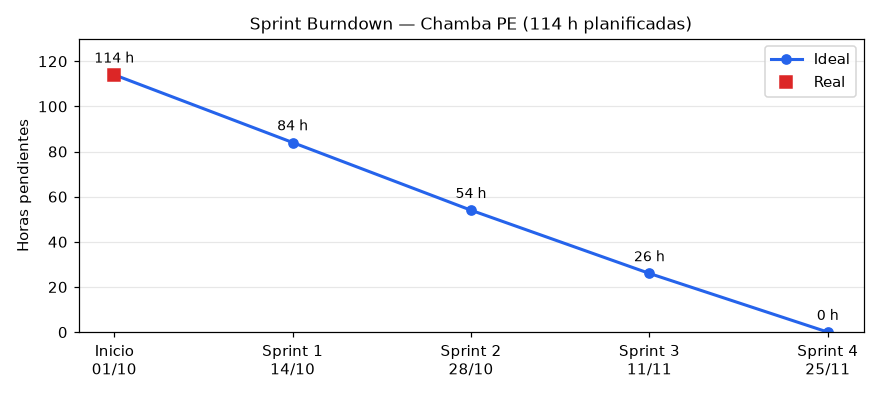 Sprint Burndown — Chamba PE (114 h planificadas)
Ideal
Real
114 h
84 h
54 h
26 h
0 h
Horas pendientes
120
100
80
60
40
20
0
Inicio
01/10
Sprint 1
14/10
Sprint 2
28/10
Sprint 3
11/11
Sprint 4
25/11